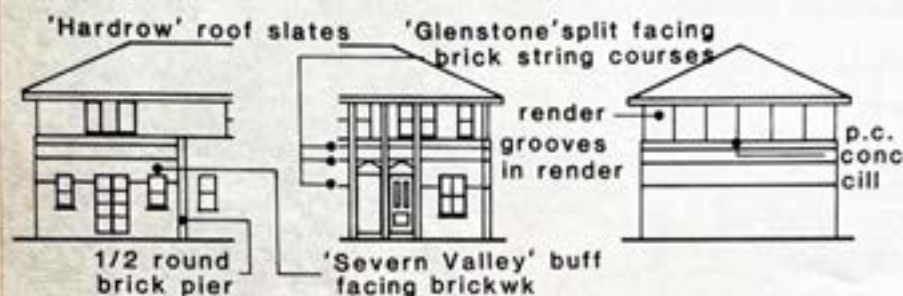 'Hardrow' roof slates
'Glenstone' split facing
brick string courses
render
grooves
in render
p.c.
conc
cill
1/2 round
brick pier
'Severn Valley' buff
facing brickwk